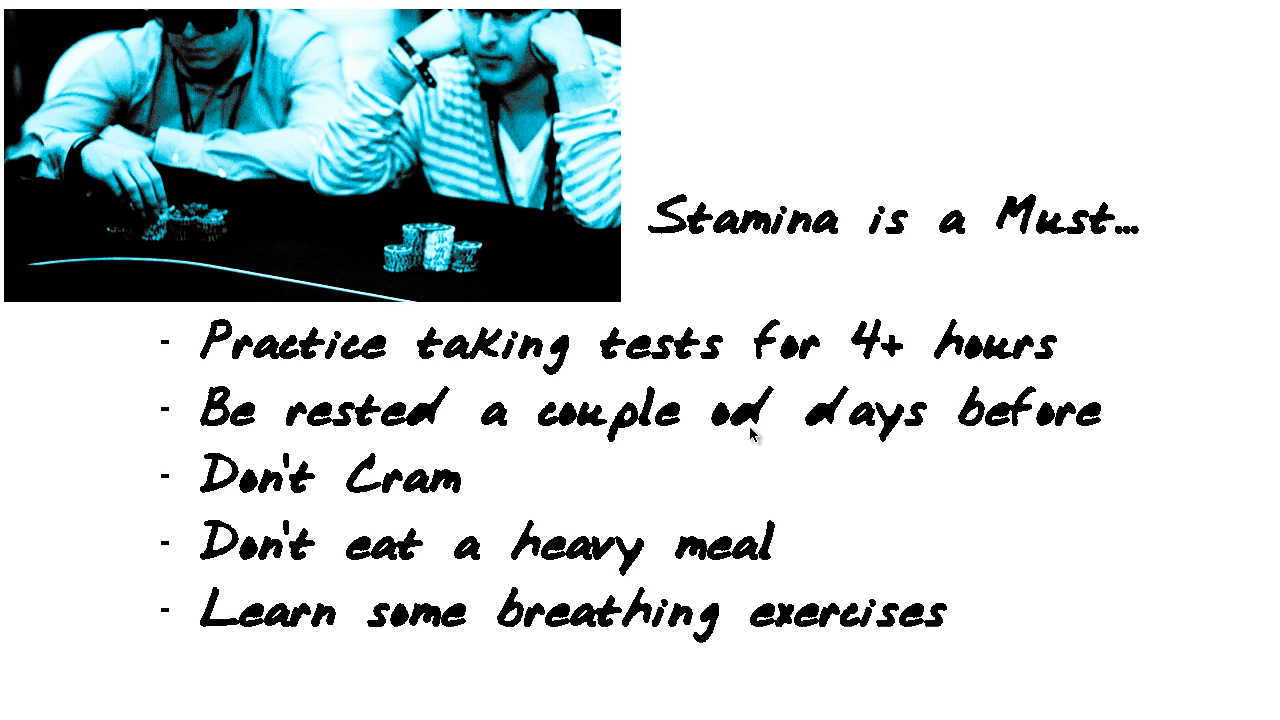 Stamina is a Must...
- Practice taking tests for 4+ hours
- Be rested a couple od days before
- Don't Cram
- Don't eat a heavy meal
- Learn some breathing exercises